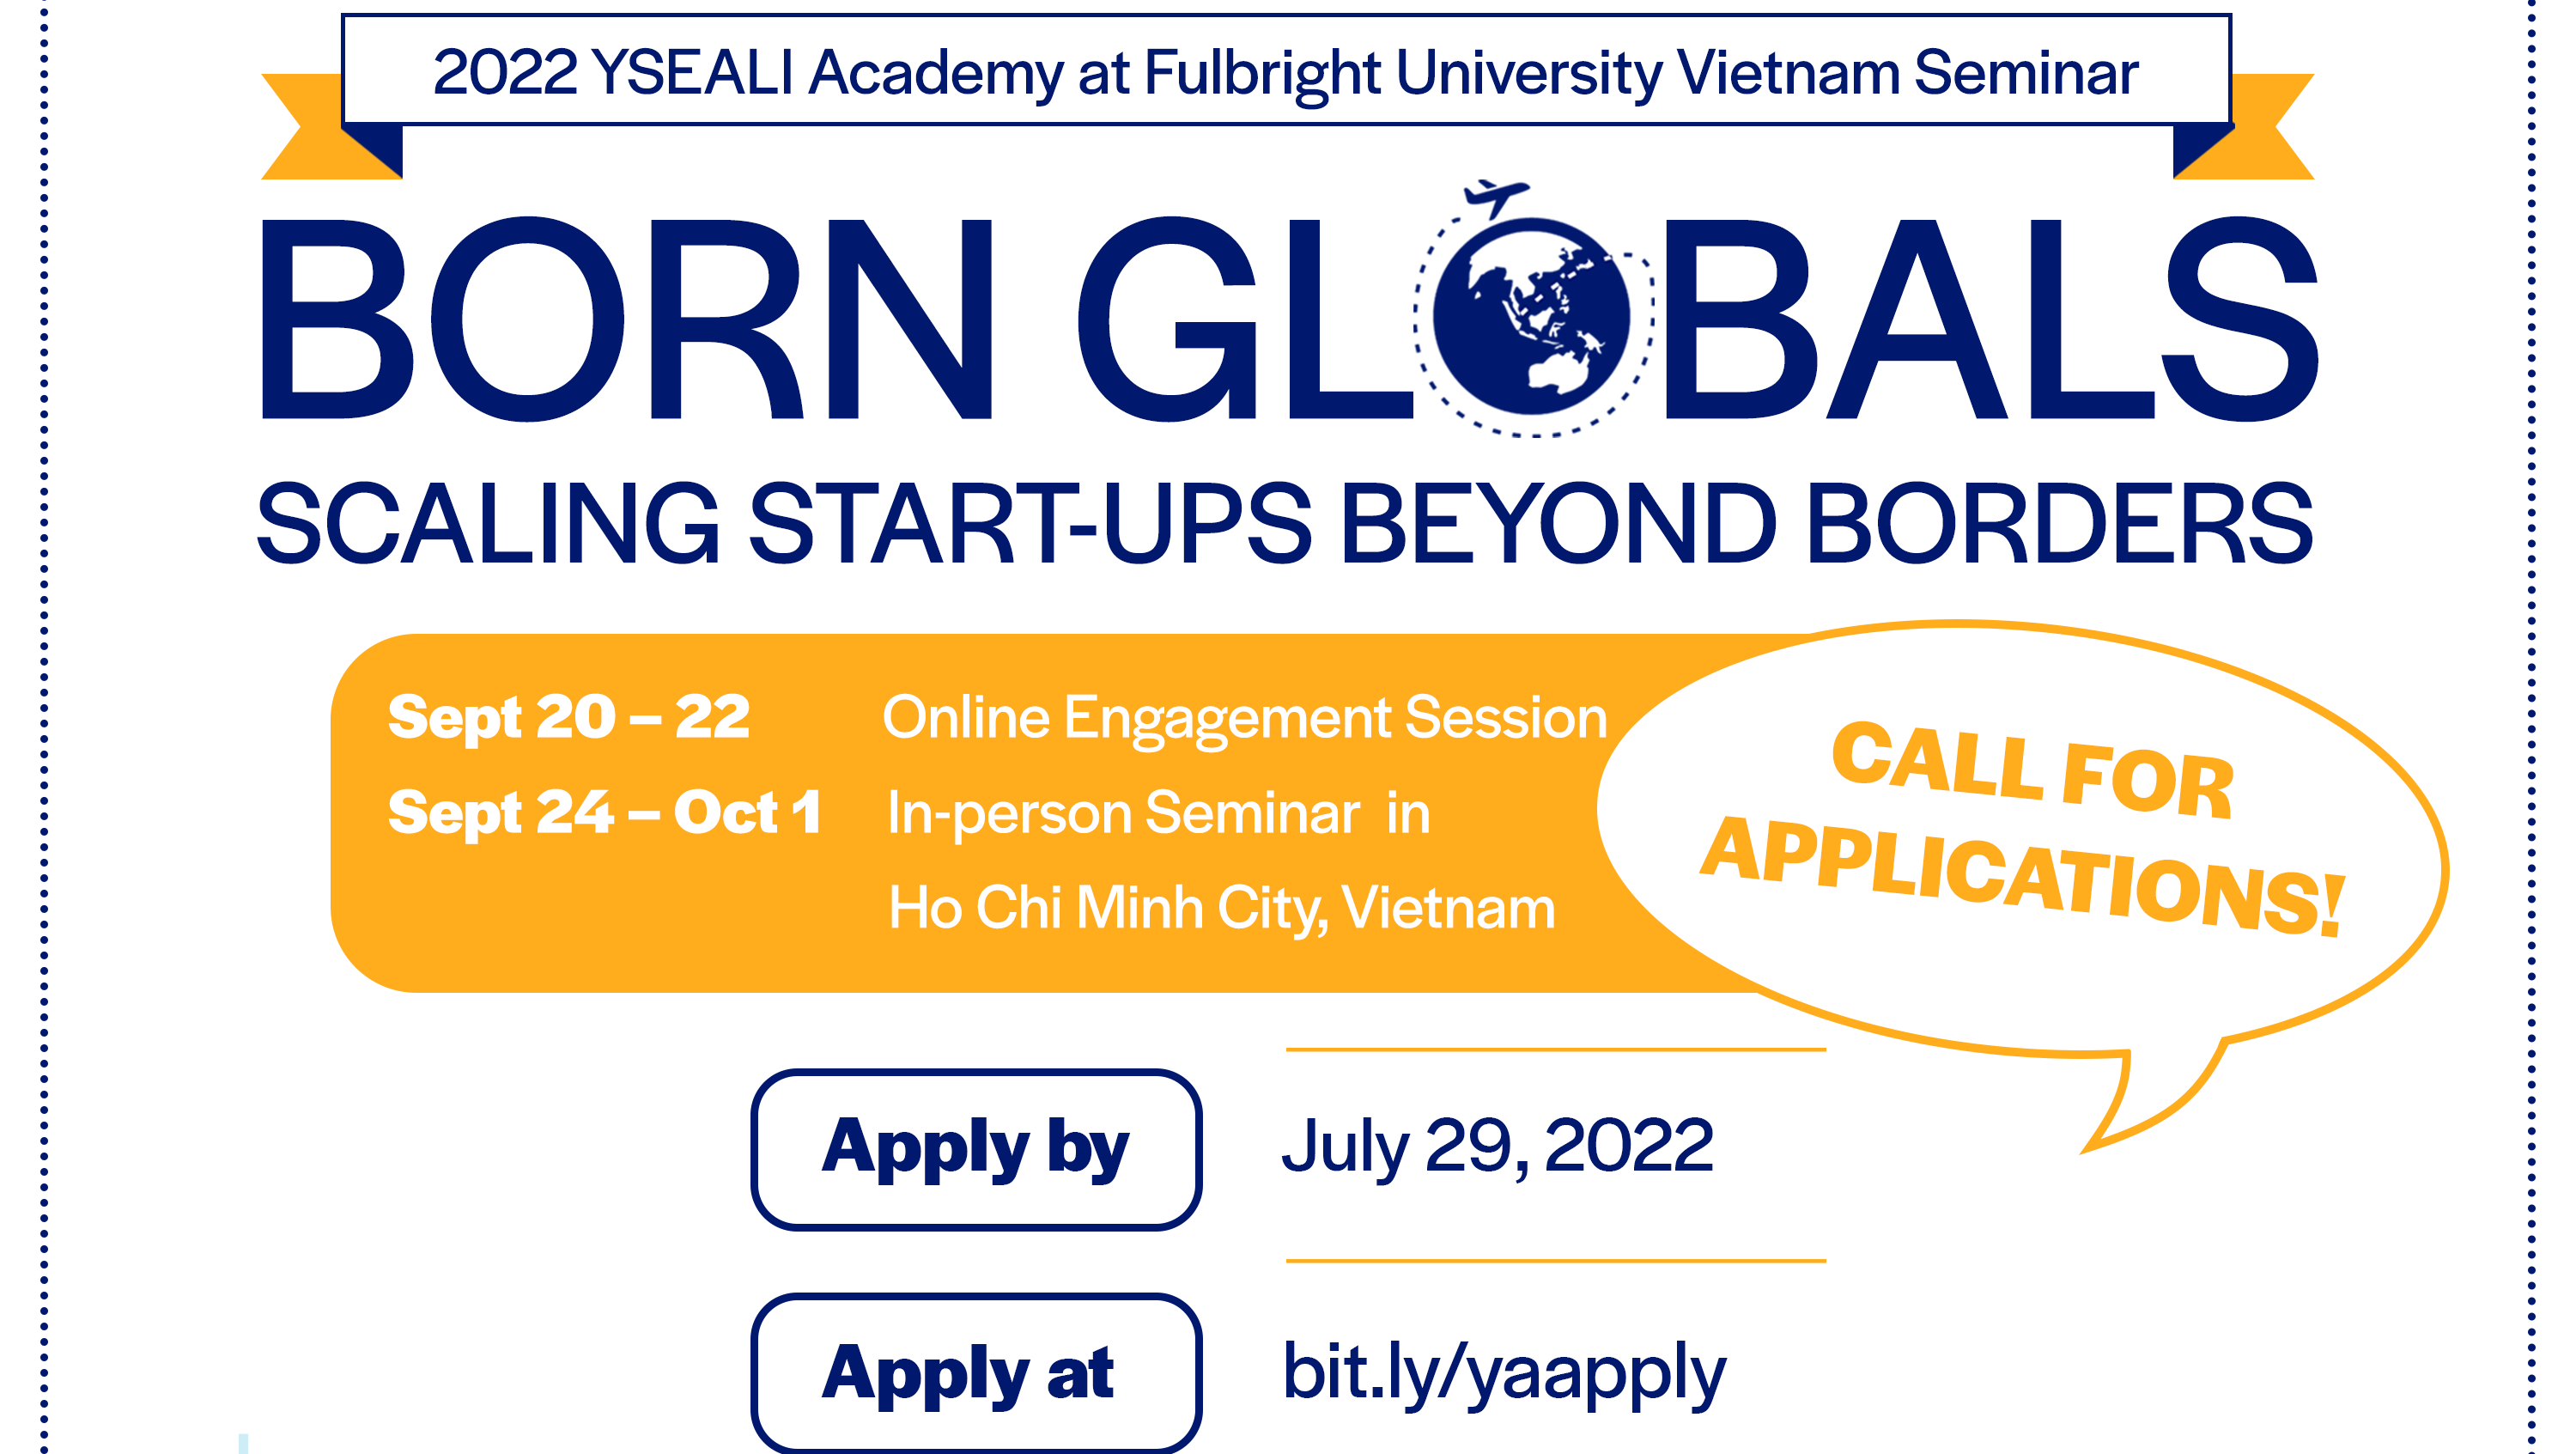 2022 YSEALI Academy at Fulbright University Vietnam Seminar
BORN GLOBALS
SCALING START-UPS BEYOND BORDERS
Sept 20 – 22 Online Engagement Session
Sept 24 – Oct 1 In-person Seminar in
Ho Chi Minh City, Vietnam
CALL FOR
APPLICATIONS!
Apply by July 29, 2022
Apply at bit.ly/yaapply